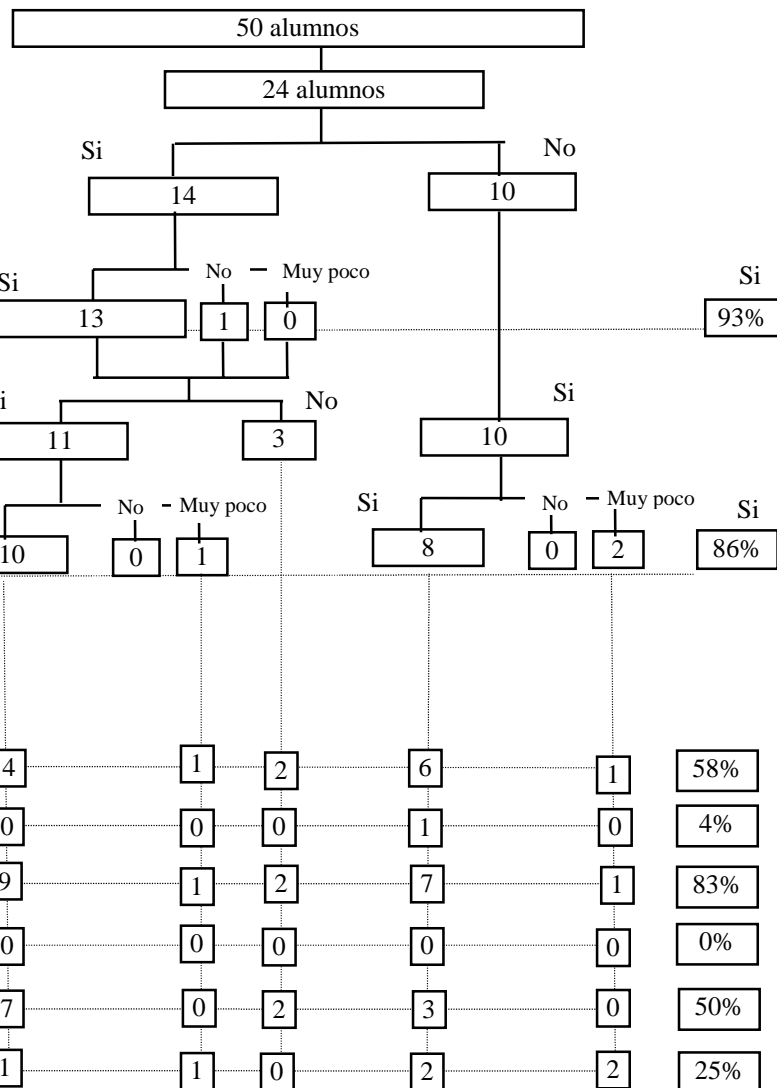 50 alumnos
24 alumnos
Si No
14 10
Si No Muy poco Si
13 1 0 93%
i No Si
11 3 10
No Muy poco Si No Muy poco Si
10 0 1 8 0 2 86%
4 1 2 6 1 58%
0 0 0 1 0 4%
9 1 2 7 1 83%
0 0 0 0 0 0%
7 0 2 3 0 50%
1 1 0 2 2 25%